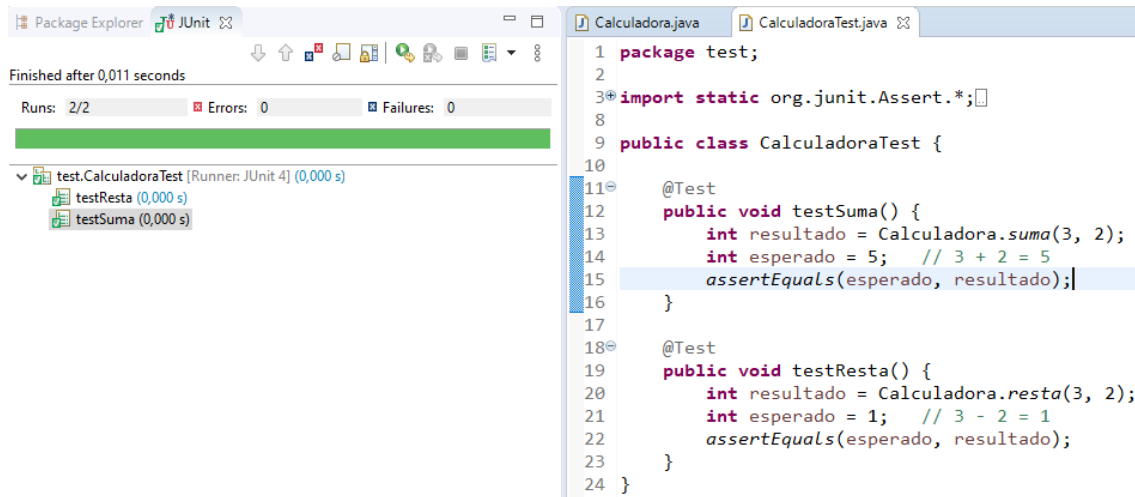 Package Explorer JUnit
Finished after 0,011 seconds
Runs: 2/2 Errors: 0 Failures: 0
test.CalculadoraTest [Runner: JUnit 4] (0,000 s)
testResta (0,000 s)
testSuma (0,000 s)
Calculadora.java CalculadoraTest.java
1 package test;
2
3 import static org.junit.Assert.*;
8
9 public class CalculadoraTest {
10
11 @Test
12 public void testSuma() {
13 int resultado = Calculadora.suma(3, 2);
14 int esperado = 5; // 3 + 2 = 5
15 assertEquals(esperado, resultado);
16 }
17
18 @Test
19 public void testResta() {
20 int resultado = Calculadora.resta(3, 2);
21 int esperado = 1; // 3 - 2 = 1
22 assertEquals(esperado, resultado);
23 }
24 }